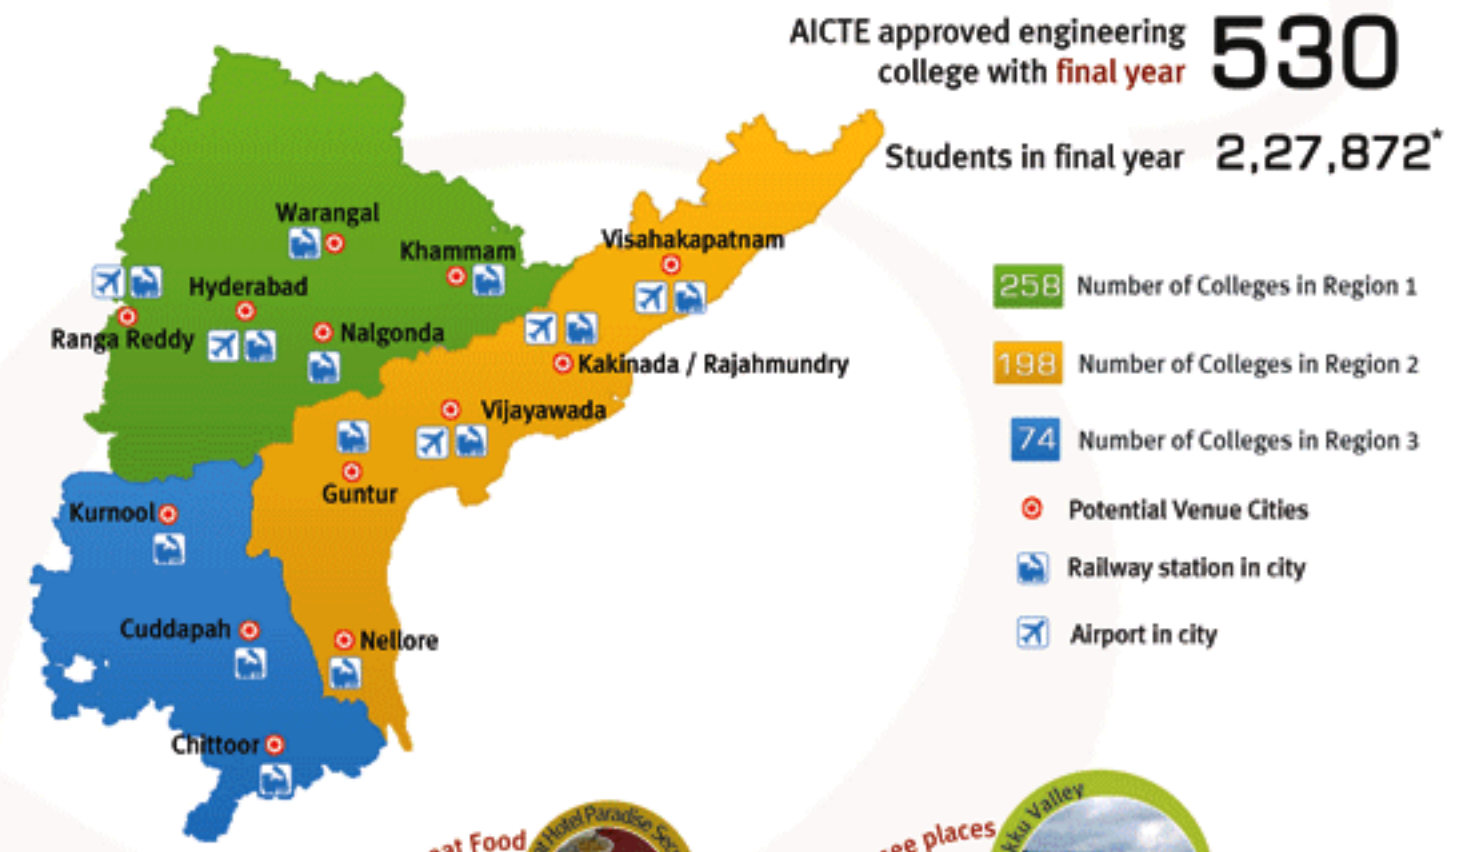 AICTE approved engineering
college with final year
530
Students in final year 2,27,872*
Warangal
Khammam
Visahakapatnam
Hyderabad
Ranga Reddy
Nalgonda
Kakinada / Rajahmundry
Vijayawada
Guntur
Kurnool
Cuddapah
Nellore
Chittoor
258 Number of Colleges in Region 1
198 Number of Colleges in Region 2
74 Number of Colleges in Region 3
Potential Venue Cities
Railway station in city
Airport in city
Food
Hotel Paradise
places
Valley